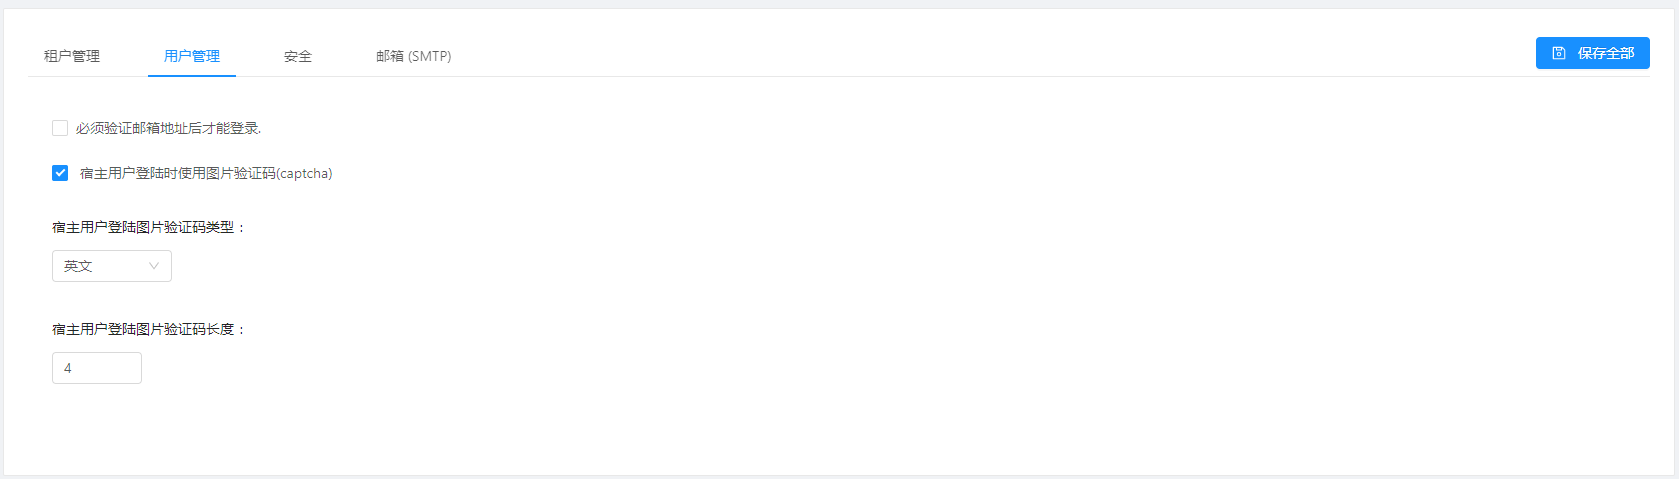 租户管理 用户管理 安全 邮箱 (SMTP) 保存全部
必须验证邮箱地址后才能登录.
宿主用户登陆时使用图片验证码(captcha)
宿主用户登陆图片验证码类型：
英文
宿主用户登陆图片验证码长度：
4